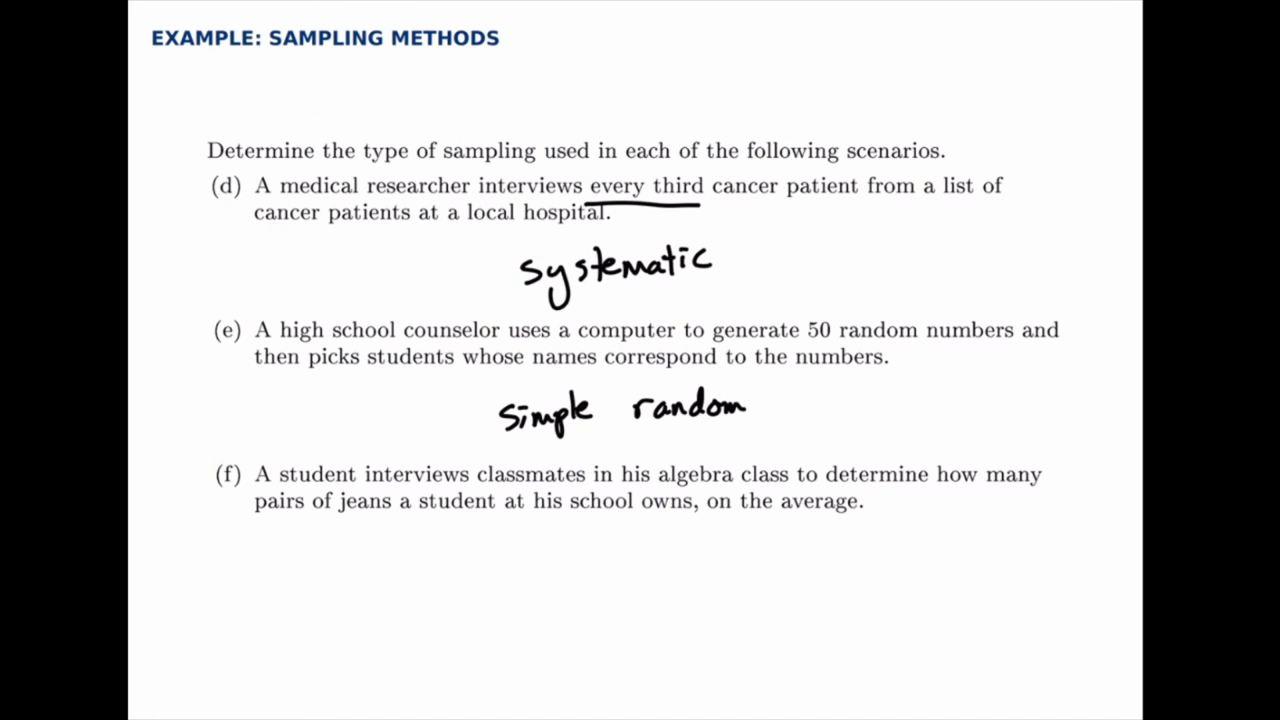 EXAMPLE: SAMPLING METHODS
Determine the type of sampling used in each of the following scenarios.
(d) A medical researcher interviews every third cancer patient from a list of
cancer patients at a local hospital.
systematic
(e) A high school counselor uses a computer to generate 50 random numbers and
then picks students whose names correspond to the numbers.
simple random
(f) A student interviews classmates in his algebra class to determine how many
pairs of jeans a student at his school owns, on the average.